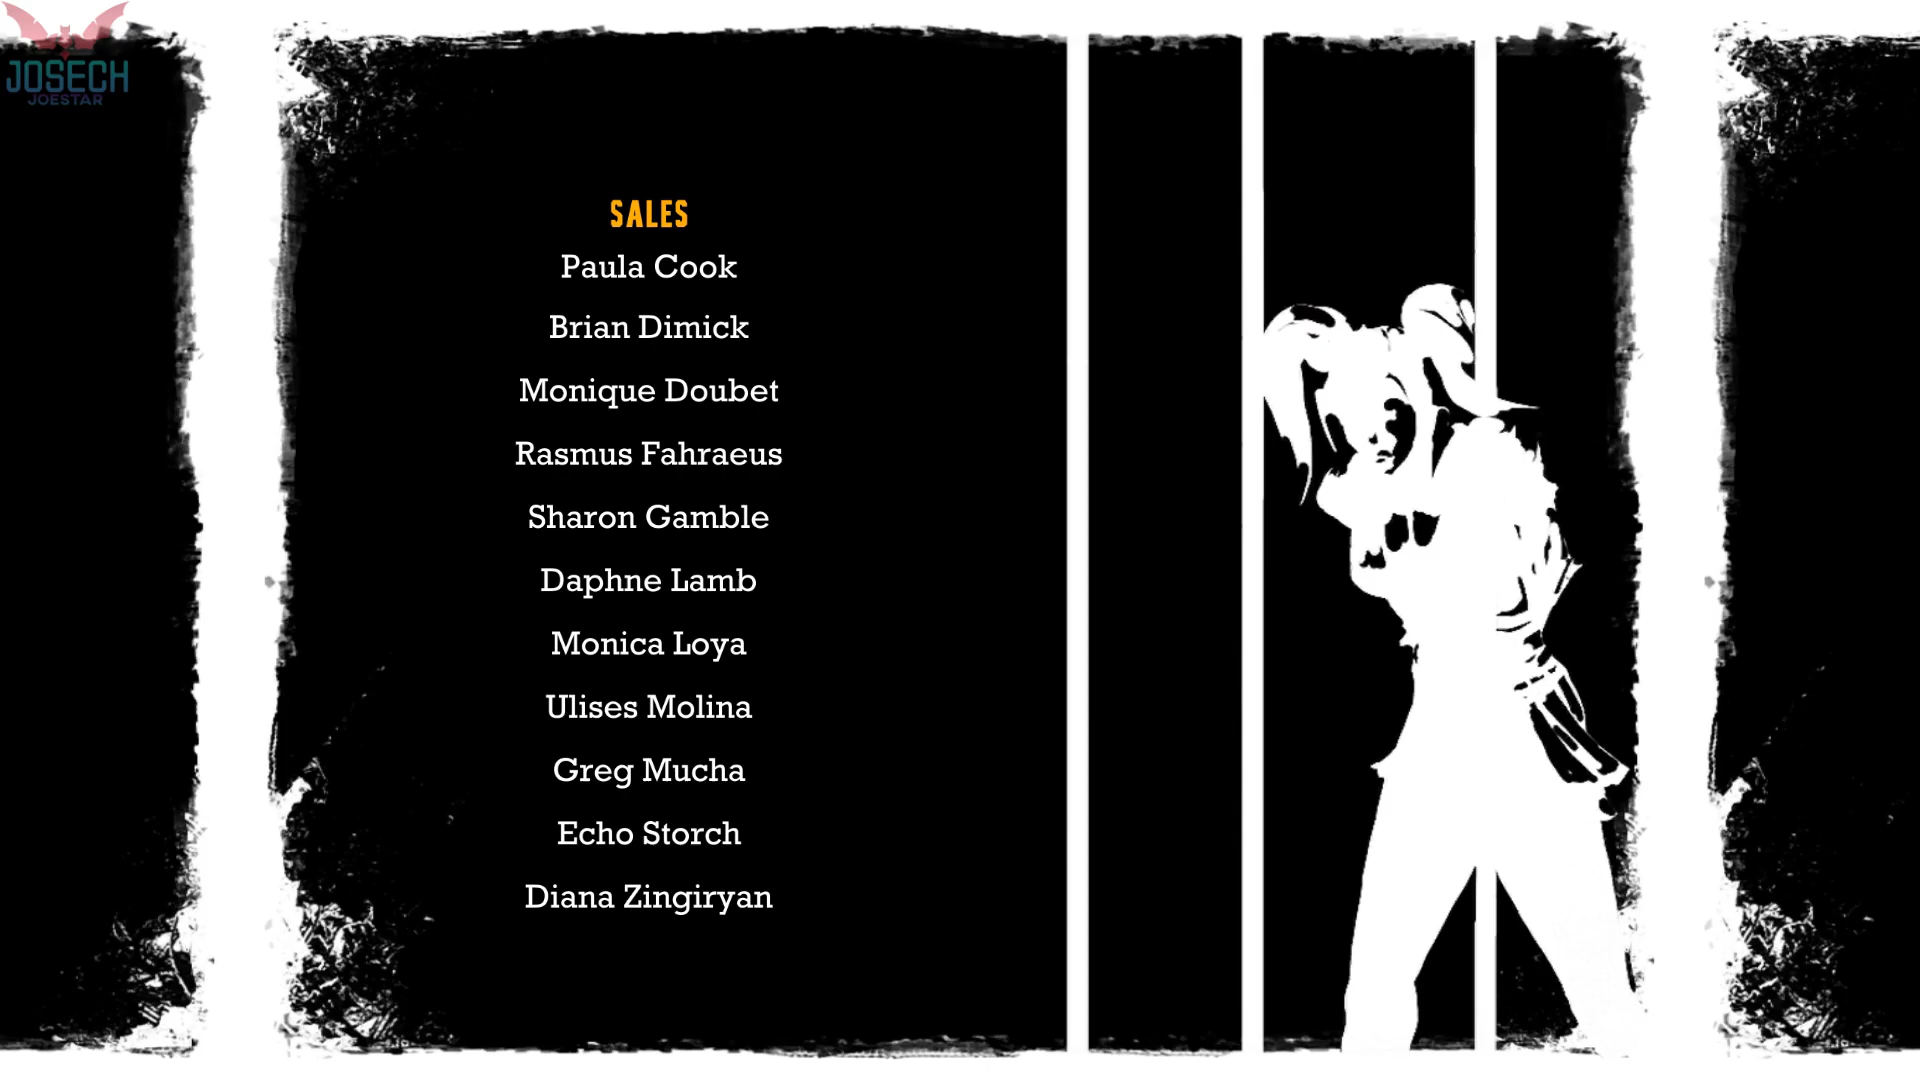 JOSECH
JOESTAR
SALES
Paula Cook
Brian Dimick
Monique Doubet
Rasmus Fahraeus
Sharon Gamble
Daphne Lamb
Monica Loya
Ulises Molina
Greg Mucha
Echo Storch
Diana Zingiryan